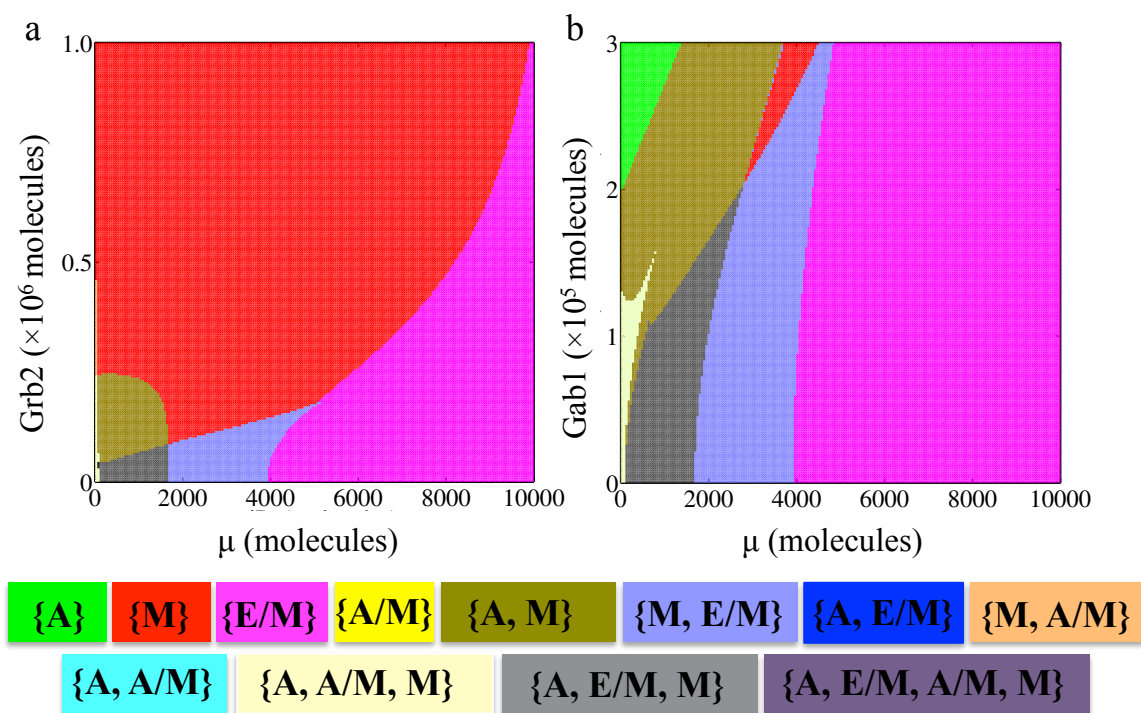 a
b
1.0
0.5
0
Grb2 (×10⁶ molecules)
0 2000 4000 6000 8000 10000
μ (molecules)
3
2
1
0
Gab1 (×10⁵ molecules)
0 2000 4000 6000 8000 10000
μ (molecules)
{A} {M} {E/M} {A/M} {A, M} {M, E/M} {A, E/M} {M, A/M}
{A, A/M} {A, A/M, M} {A, E/M, M} {A, E/M, A/M, M}